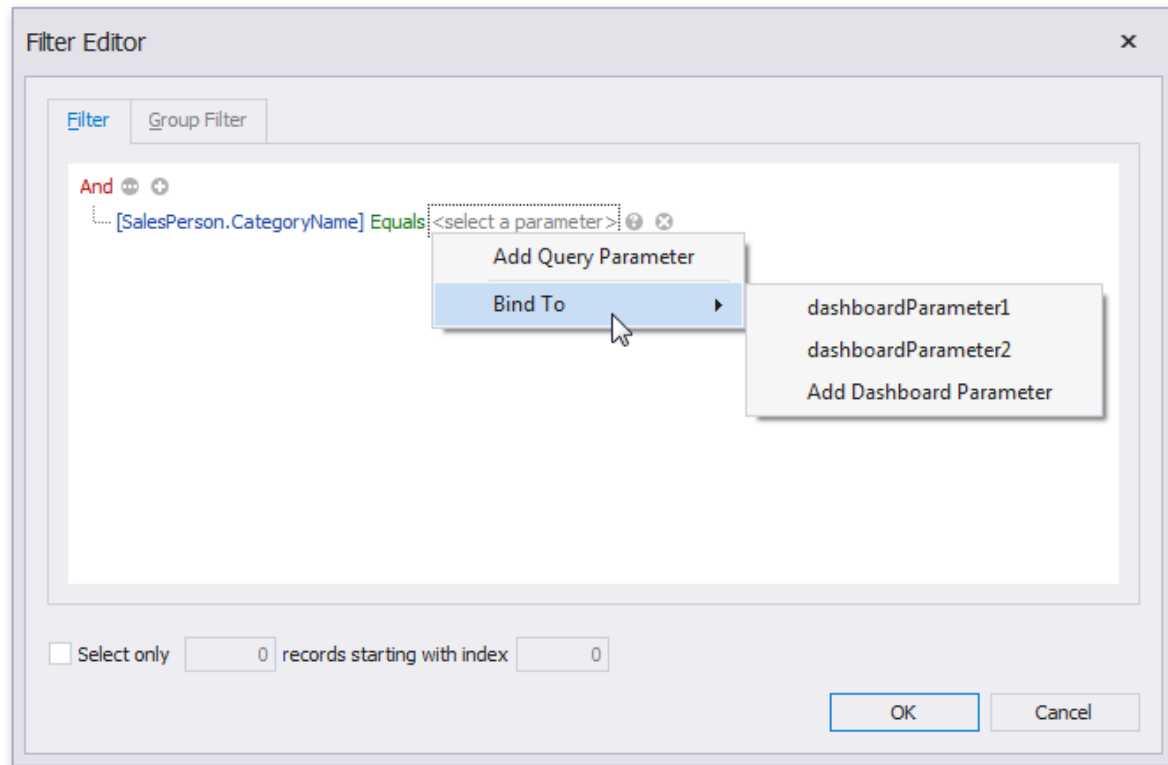 Filter Editor
Filter Group Filter
And
[SalesPerson.CategoryName] Equals <select a parameter>
Add Query Parameter
Bind To
dashboardParameter1
dashboardParameter2
Add Dashboard Parameter
Select only 0 records starting with index 0
OK Cancel